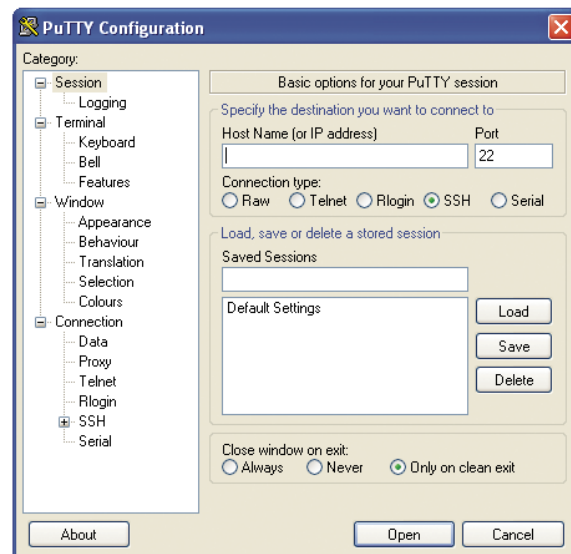 PuTTY Configuration
Category:
Session
Logging
Terminal
Keyboard
Bell
Features
Window
Appearance
Behaviour
Translation
Selection
Colours
Connection
Data
Proxy
Telnet
Rlogin
SSH
Serial
Basic options for your PuTTY session
Specify the destination you want to connect to
Host Name (or IP address) Port
22
Connection type:
Raw Telnet Rlogin SSH Serial
Load, save or delete a stored session
Saved Sessions
Default Settings
Load
Save
Delete
Close window on exit:
Always Never Only on clean exit
About Open Cancel